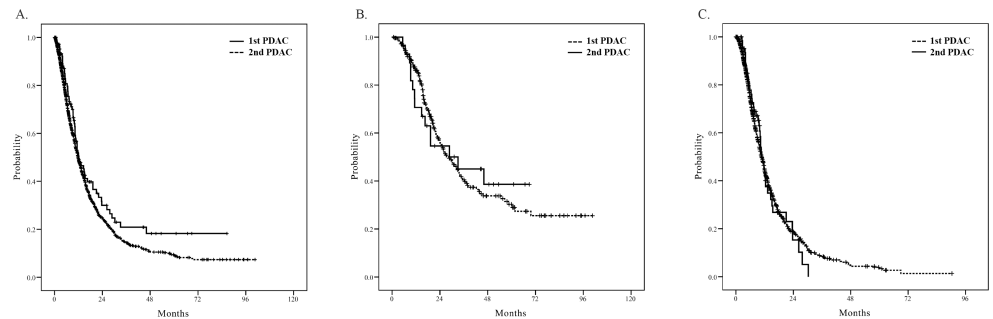 A.
1st PDAC
2nd PDAC
1.0
0.8
0.6
0.4
0.2
0.0
Probability
0 24 48 72 96 120
Months
B.
1st PDAC
2nd PDAC
1.0
0.8
0.6
0.4
0.2
0.0
Probability
0 24 48 72 96 120
Months
C.
1st PDAC
2nd PDAC
1.0
0.8
0.6
0.4
0.2
0.0
Probability
0 24 48 72 96
Months